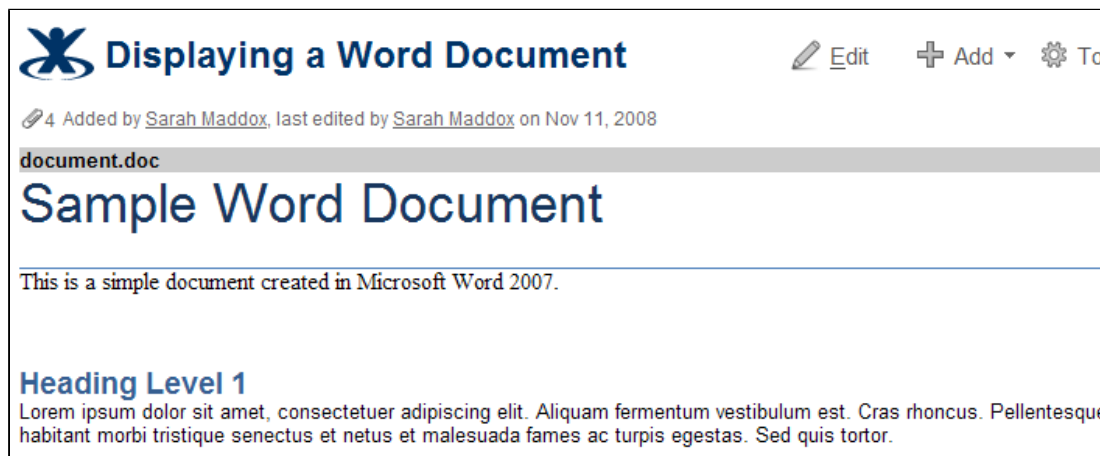 Displaying a Word Document
Edit Add To
4 Added by Sarah Maddox, last edited by Sarah Maddox on Nov 11, 2008
document.doc
Sample Word Document
This is a simple document created in Microsoft Word 2007.
Heading Level 1
Lorem ipsum dolor sit amet, consectetuer adipiscing elit. Aliquam fermentum vestibulum est. Cras rhoncus. Pellentesque
habitant morbi tristique senectus et netus et malesuada fames ac turpis egestas. Sed quis tortor.